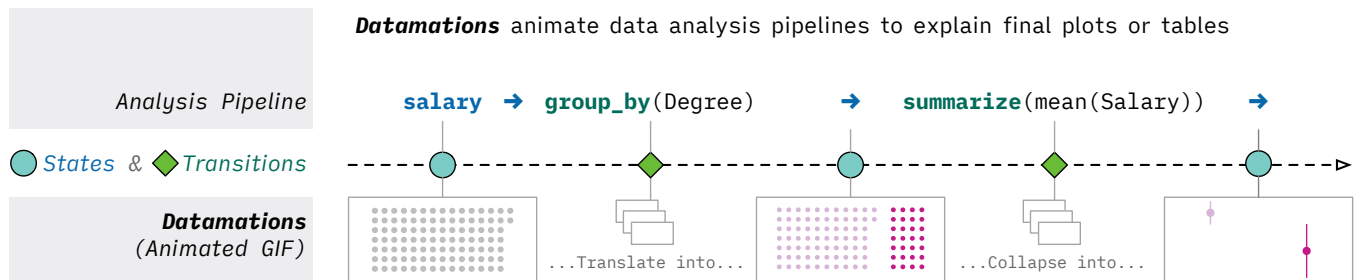 Datamations animate data analysis pipelines to explain final plots or tables
Analysis Pipeline
salary → group_by(Degree) → summarize(mean(Salary)) →
States & Transitions
Datamations
(Animated GIF)
...Translate into...
...Collapse into...